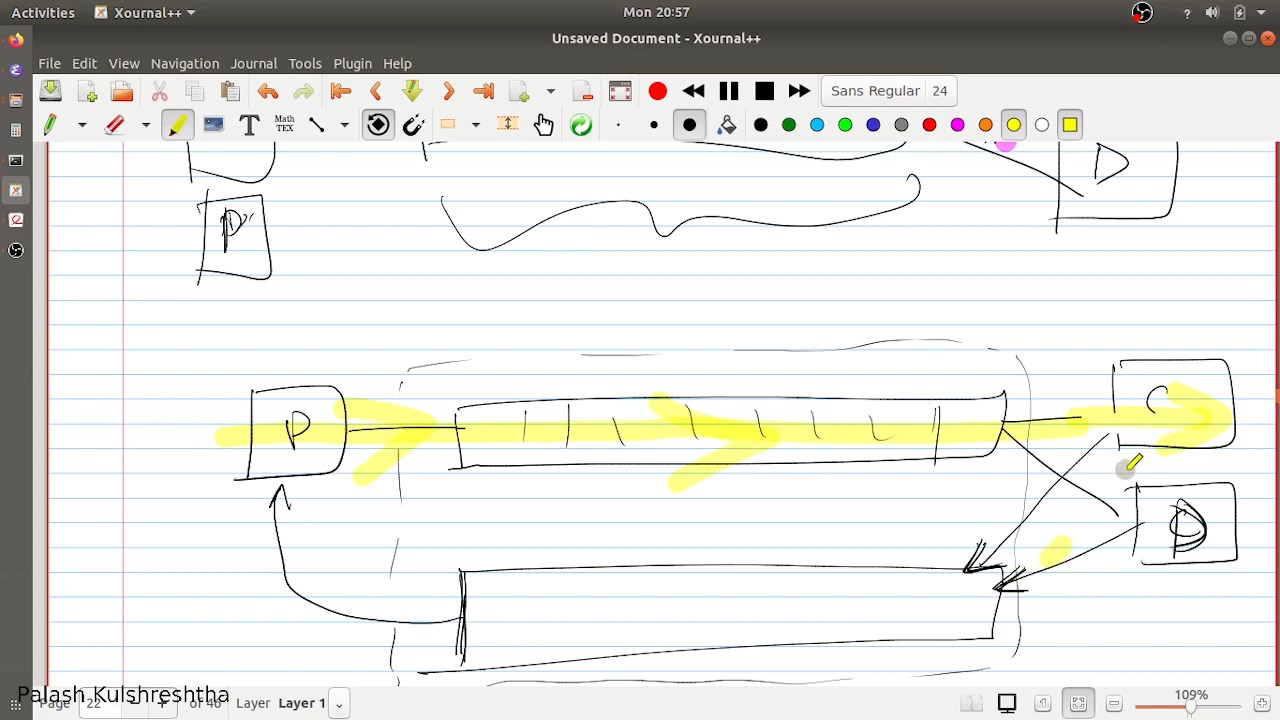 Activities Xournal++ Mon 20:57
Unsaved Document - Xournal++
File Edit View Navigation Journal Tools Plugin Help
Sans Regular 24
Math
TEX
D
P
P
C
D
Palash Kulshreshtha
Page 22 of 46 Layer Layer 1 109%